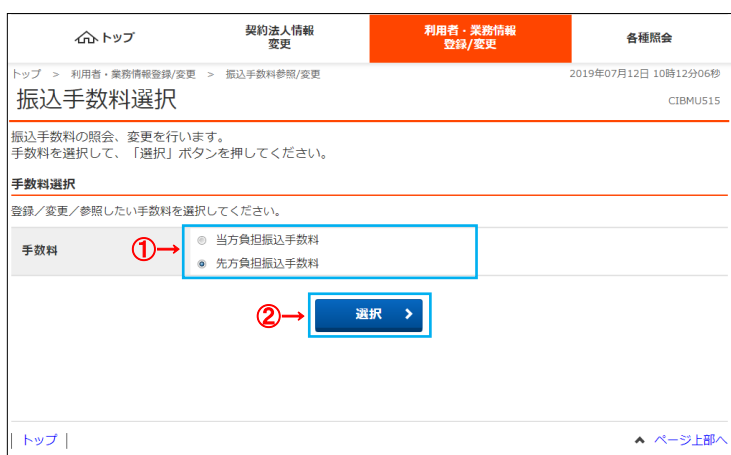 トップ
契約法人情報
変更
利用者・業務情報
登録/変更
各種照会
トップ > 利用者・業務情報登録/変更 > 振込手数料参照/変更
2019年07月12日 10時12分06秒
振込手数料選択
CIBMU515
振込手数料の照会、変更を行います。
手数料を選択して、「選択」ボタンを押してください。
手数料選択
登録／変更／参照したい手数料を選択してください。
手数料
①→
当方負担振込手数料
先方負担振込手数料
②→
選択 >
| トップ |
ページ上部へ